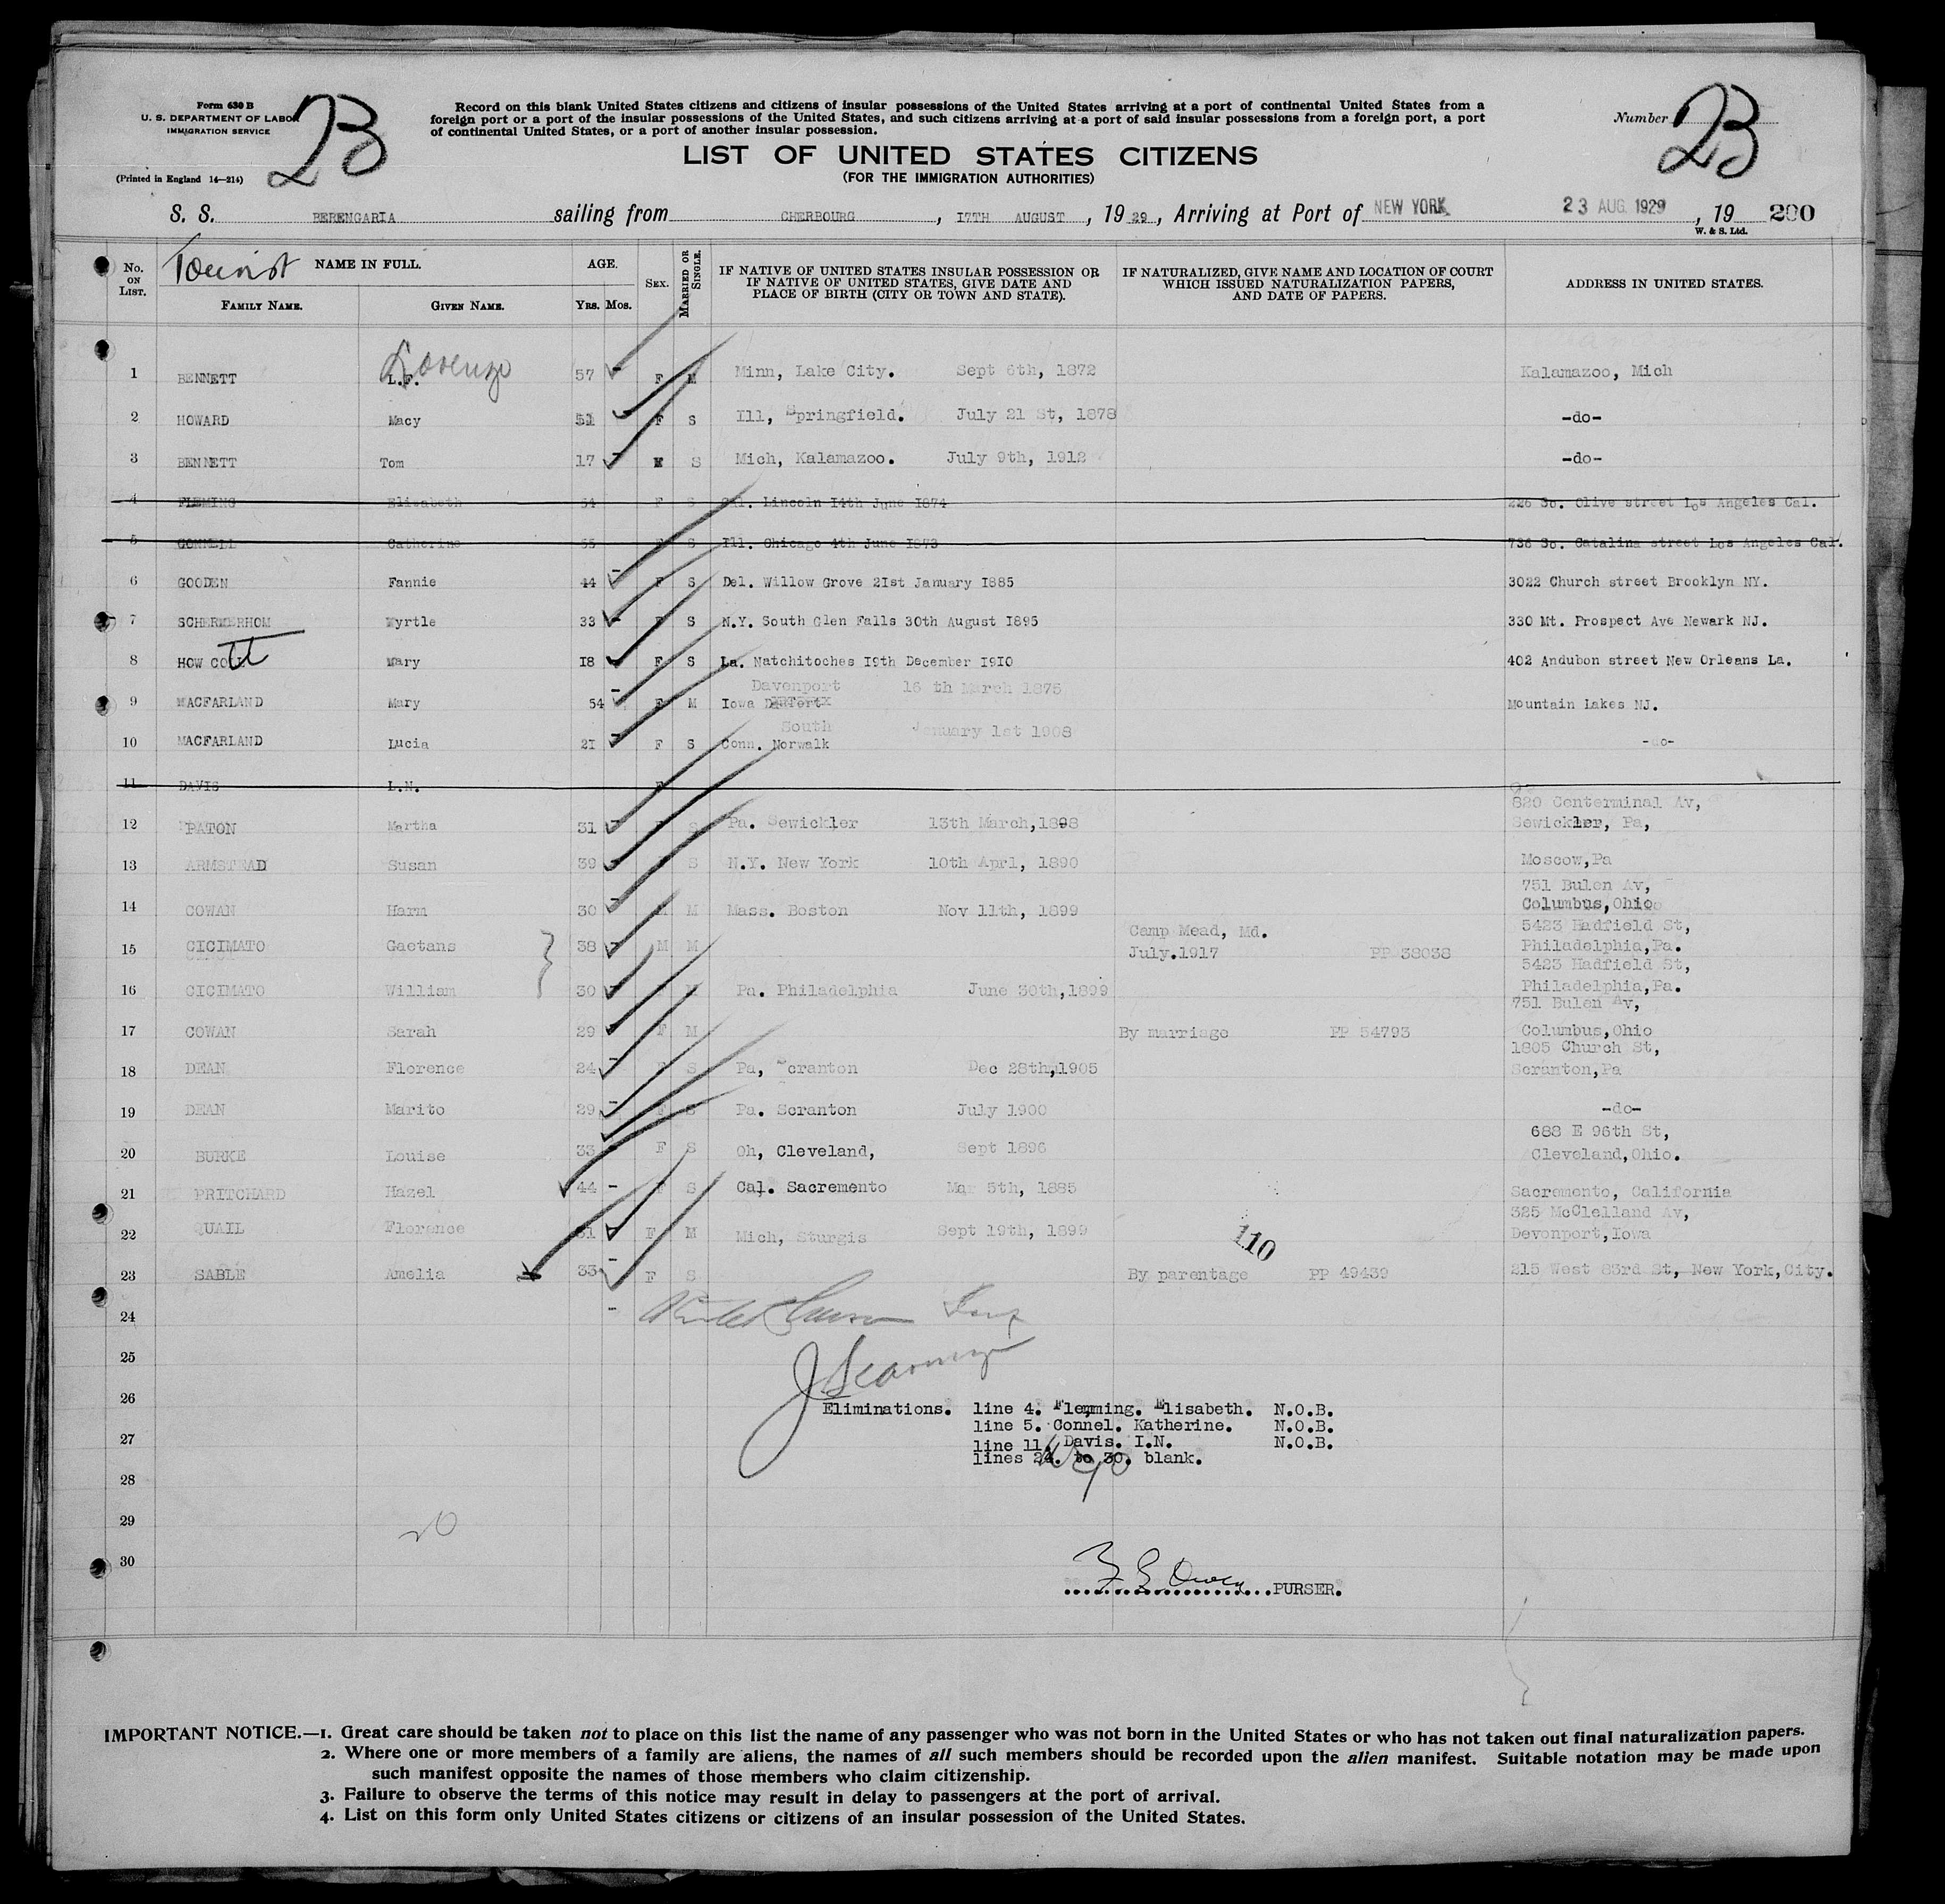 Form 630 B
U. S. DEPARTMENT OF LABOR
IMMIGRATION SERVICE
(Printed in England 14—214)
2B
Record on this blank United States citizens and citizens of insular possessions of the United States arriving at a port of continental United States from a
foreign port or a port of the insular possessions of the United States, and such citizens arriving at a port of said insular possessions from a foreign port, a port
of continental United States, or a port of another insular possession.
Number 2B
LIST OF UNITED STATES CITIZENS
(FOR THE IMMIGRATION AUTHORITIES)
S. S. BERENGARIA sailing from CHERBOURG, 17TH AUGUST, 19 29, Arriving at Port of NEW YORK 23 AUG. 1929, 19 200
W. & S. Ltd.
No. ON LIST. Tourist NAME IN FULL. FAMILY NAME. GIVEN NAME. AGE. YRS. MOS. SEX. MARRIED OR SINGLE. IF NATIVE OF UNITED STATES INSULAR POSSESSION OR IF NATIVE OF UNITED STATES, GIVE DATE AND PLACE OF BIRTH (CITY OR TOWN AND STATE). IF NATURALIZED, GIVE NAME AND LOCATION OF COURT WHICH ISSUED NATURALIZATION PAPERS, AND DATE OF PAPERS. ADDRESS IN UNITED STATES.
1 BENNETT L.F. Lorenzo 57 - F M Minn, Lake City. Sept 6th, 1872 Kalamazoo, Mich
2 HOWARD Macy 51 - F S Ill, Springfield. July 21 St, 1878 -do-
3 BENNETT Tom 17 - S Mich, Kalamazoo. July 9th, 1912 -do-
4 FLEMING Elisabeth 54 F S Lincoln 14th June 1874 226 So. Olive street Los Angeles Cal.
5 CONNELL Catherine 55 F S Ill. Chicago 4th June 1873 736 So. Catalina street Los Angeles Cal.
6 GOODEN Fannie 44 - F S Del. Willow Grove 21st January 1885 3022 Church street Brooklyn NY.
7 SCHERMERHOM Myrtle 33 - F S N.Y. South Glen Falls 30th August 1895 330 Mt. Prospect Ave Newark NJ.
8 HOW COTT Mary 18 - F S La. Natchitoches 19th December 1910 402 Andubon street New Orleans La.
Davenport 16 th March 1875
9 MACFARLAND Mary 54 - F M Iowa Mountain Lakes NJ.
South January 1st 1908
10 MACFARLAND Lucia 21 - F S Conn. Norwalk -do-
11 DAVIS L.N. F
820 Centerminal Av,
12 PATON Martha 31 - F S Pa. Sewickler 13th March, 1898 Sewickler, Pa,
13 ARMSTEAD Susan 39 - F S N.Y. New York 10th Aprl, 1890 Moscow, Pa
751 Bulen Av,
14 COWAN Harm 30 - M M Mass. Boston Nov 11th, 1899 Columbus, Ohio
Camp Mead, Md. 5423 Hadfield St,
15 CICIMATO Gaetans 38 - M M July.1917 PP 38038 Philadelphia, Pa.
5423 Hadfield St,
16 CICIMATO William 30 - M Pa. Philadelphia June 30th, 1899 Philadelphia, Pa.
751 Bulen Av,
17 COWAN Sarah 29 - F M By marriage PP 54793 Columbus, Ohio
1805 Church St,
18 DEAN Florence 24 - F S Pa, Scranton Dec 28th, 1905 Scranton, Pa
19 DEAN Marito 29 - F S Pa. Scranton July 1900 -do-
688 E 96th St,
20 BURKE Louise 33 - F S Oh, Cleveland, Sept 1896 Cleveland, Ohio.
21 PRITCHARD Hazel 44 - F S Cal. Sacremento Mar 5th, 1885 Sacremento, California
325 McClelland Av,
22 QUAIL Florence 31 - F M Mich, Sturgis Sept 19th, 1899 Devonport, Iowa
110
23 SABLE Amelia 33 - F S By parentage PP 49439 215 West 83rd St, New York, City.
24 -
25
26
Eliminations. line 4. Flemming. Elisabeth. N.O.B.
line 5. Connel. Katherine. N.O.B.
27
line 11. Davis. I.N. N.O.B.
lines 24. to 30. blank.
28
29 20
30
PURSER.
IMPORTANT NOTICE.—1. Great care should be taken not to place on this list the name of any passenger who was not born in the United States or who has not taken out final naturalization papers.
2. Where one or more members of a family are aliens, the names of all such members should be recorded upon the alien manifest. Suitable notation may be made upon
such manifest opposite the names of those members who claim citizenship.
3. Failure to observe the terms of this notice may result in delay to passengers at the port of arrival.
4. List on this form only United States citizens or citizens of an insular possession of the United States.